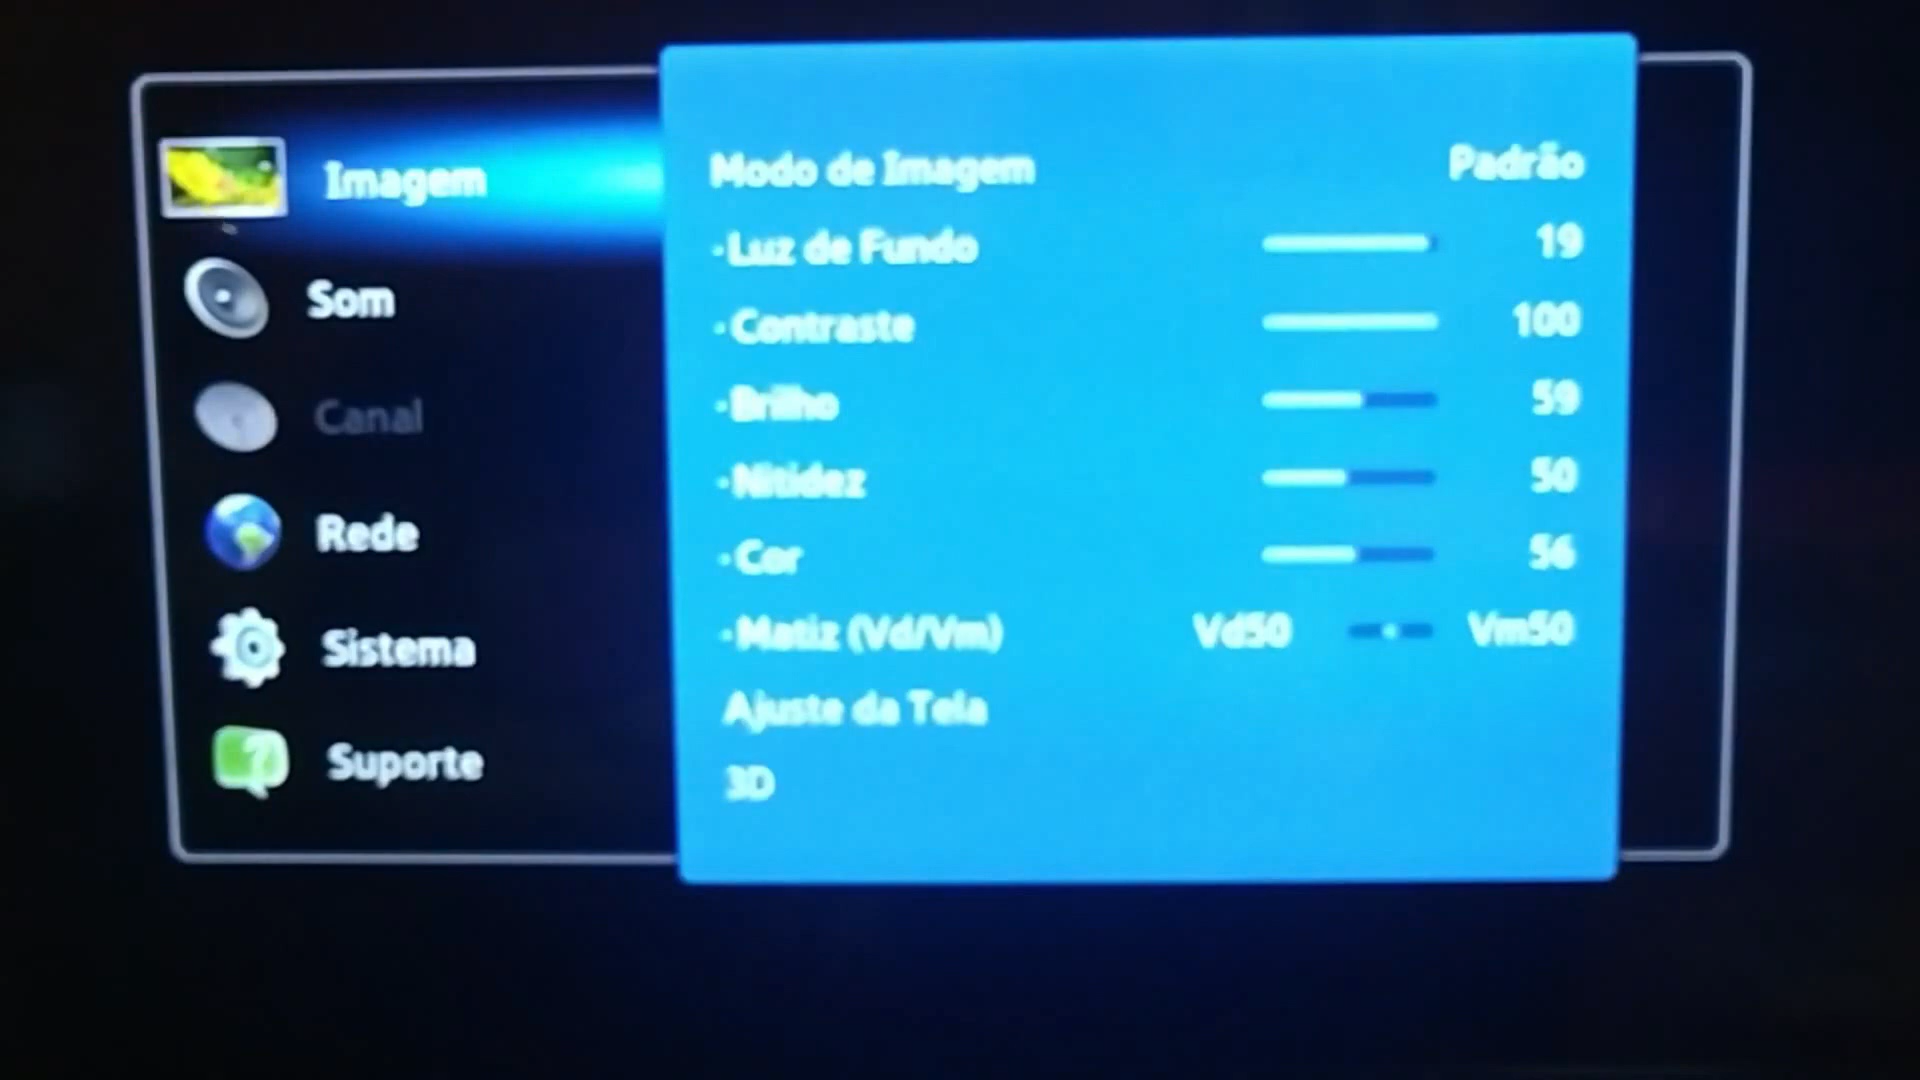 Imagem
Som
Canal
Rede
Sistema
Suporte
Modo de Imagem Padrão
·Luz de Fundo 19
·Contraste 100
·Brilho 59
·Nitidez 50
·Cor 56
·Matiz (Vd/Vm) Vd50 Vm50
Ajuste da Tela
3D